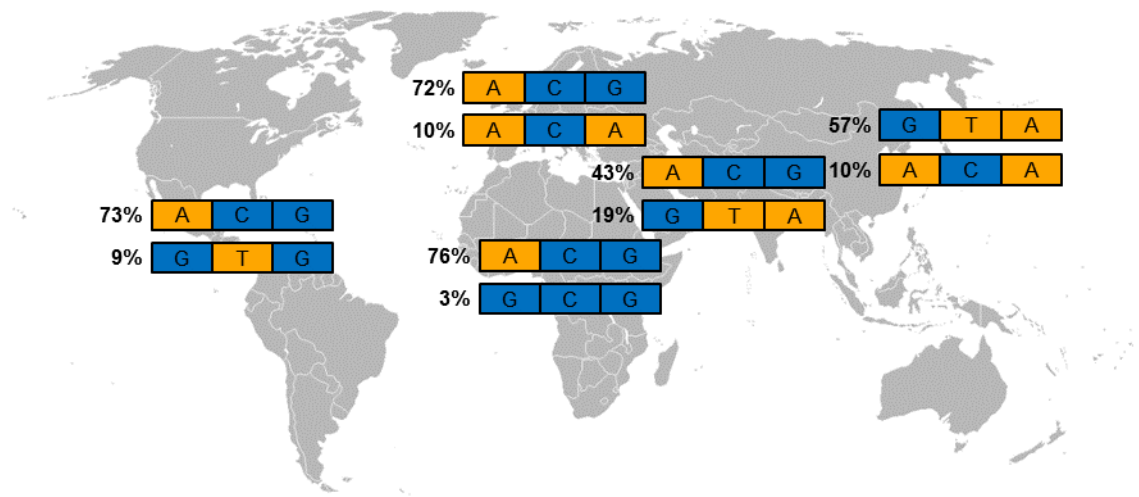 72% A C G
10% A C A
57% G T A
10% A C A
43% A C G
19% G T A
73% A C G
9% G T G
76% A C G
3% G C G